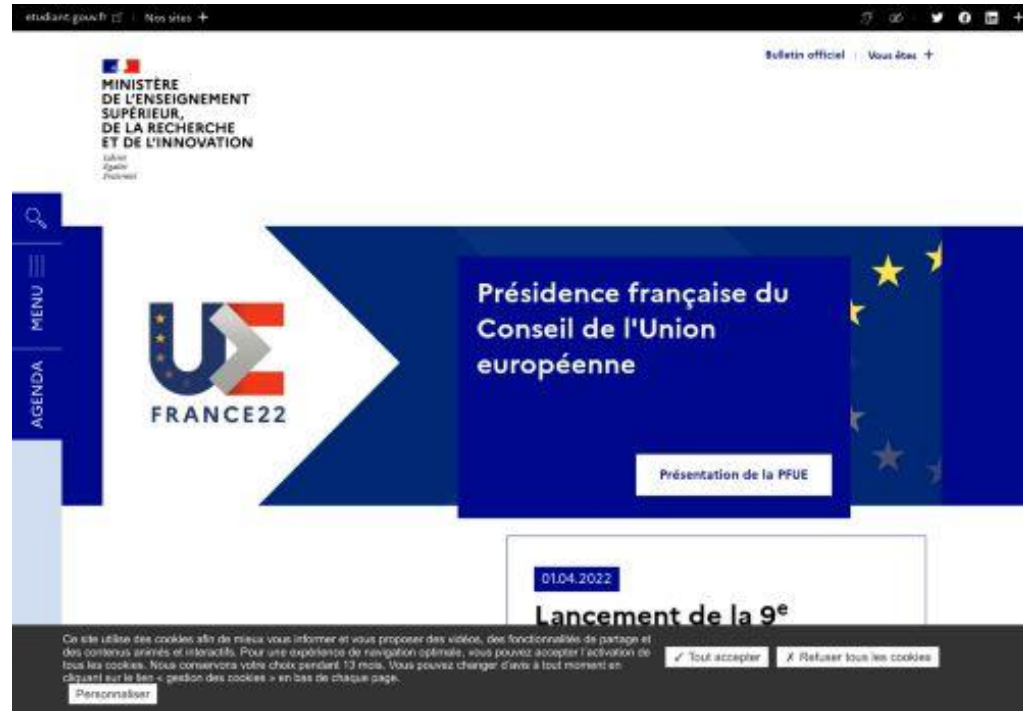 etudiant.gouv.fr
Nos sites +
Bulletin officiel
Vous êtes +
MINISTÈRE
DE L'ENSEIGNEMENT
SUPÉRIEUR,
DE LA RECHERCHE
ET DE L'INNOVATION
Liberté
Égalité
Fraternité
MENU
AGENDA
UE
FRANCE22
Présidence française du
Conseil de l'Union
européenne
Présentation de la PFUE
01.04.2022
Lancement de la 9e
Ce site utilise des cookies afin de mieux vous informer et vous proposer des vidéos, des fonctionnalités de partage et
des contenus animés et interactifs. Pour une expérience de navigation optimale, vous pouvez accepter l'activation de
tous les cookies. Nous conservons votre choix pendant 13 mois. Vous pouvez changer d'avis à tout moment en
cliquant sur le lien « gestion des cookies » en bas de chaque page.
✓ Tout accepter
✗ Refuser tous les cookies
Personnaliser